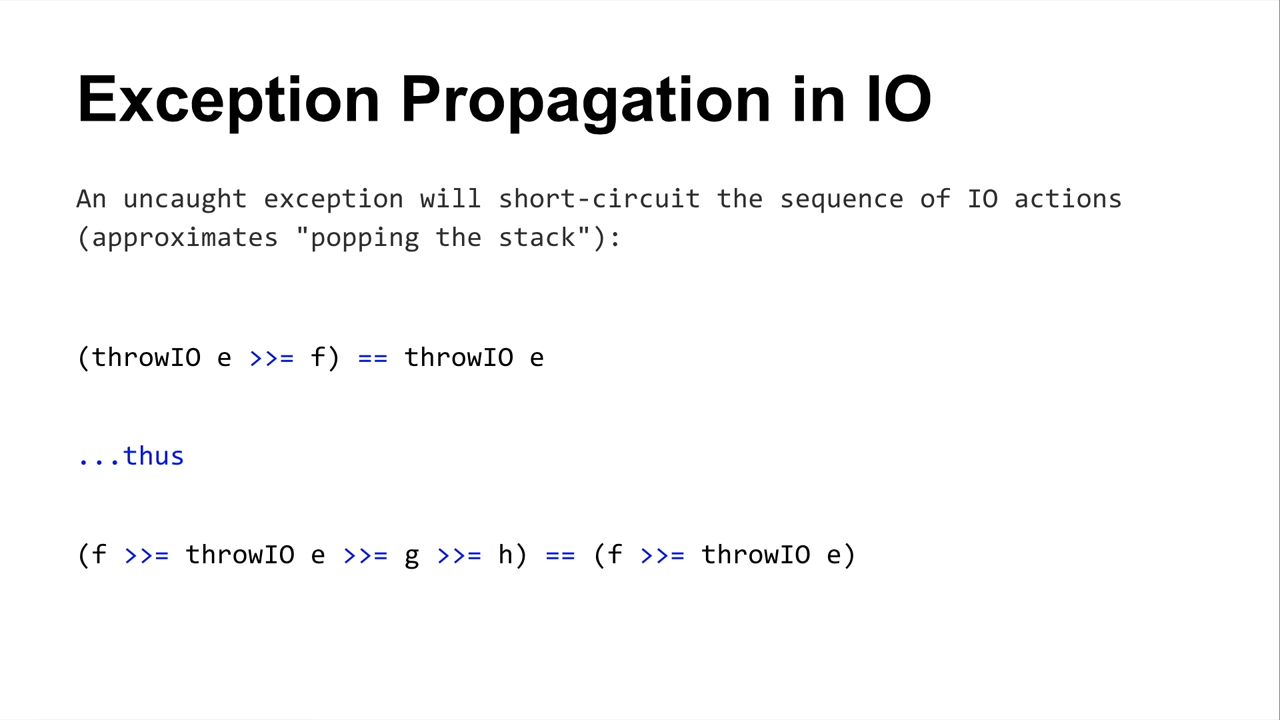 Exception Propagation in IO
An uncaught exception will short-circuit the sequence of IO actions
(approximates "popping the stack"):
(throwIO e >>= f) == throwIO e
...thus
(f >>= throwIO e >>= g >>= h) == (f >>= throwIO e)